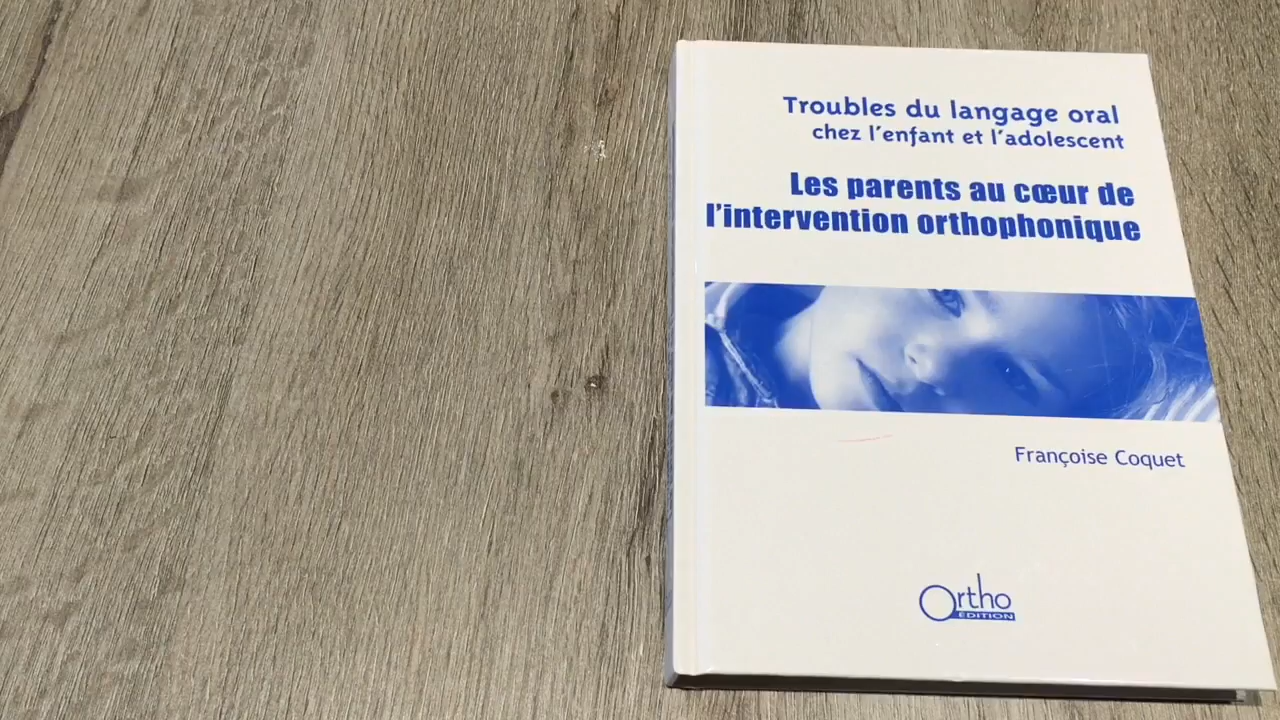 Troubles du langage oral
chez l'enfant et l'adolescent
Les parents au cœur de
l'intervention orthophonique
Françoise Coquet
Ortho
EDITION